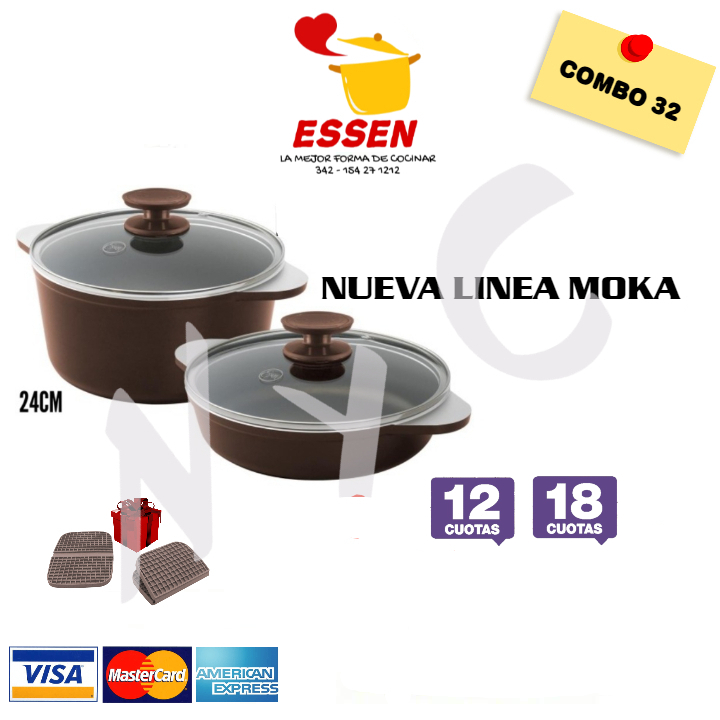 COMBO 32
ESSEN
LA MEJOR FORMA DE COCINAR
342 - 154 27 1212
NUEVA LINEA MOKA
24CM
NYC
12
CUOTAS
18
CUOTAS
VISA
MasterCard
AMERICAN
EXPRESS